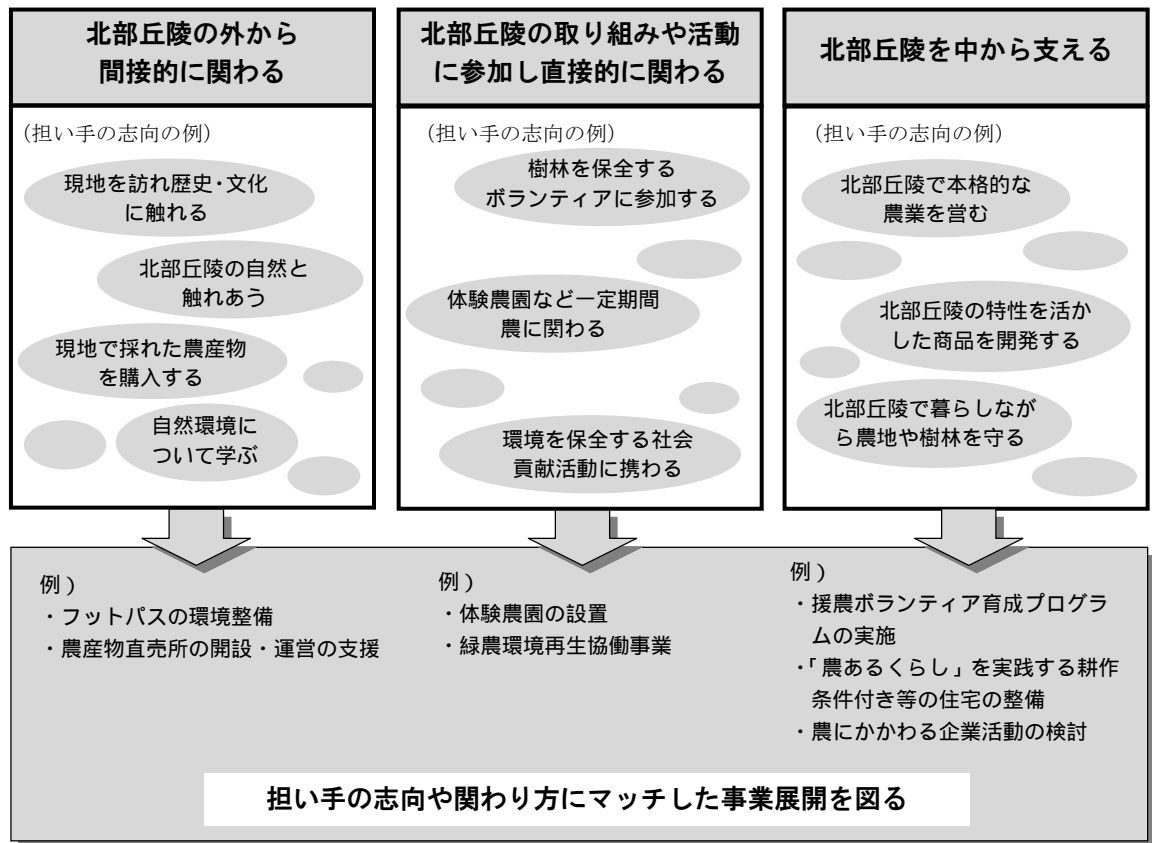 北部丘陵の外から
間接的に関わる
（担い手の志向の例）
現地を訪れ歴史・文化
に触れる
北部丘陵の自然と
触れあう
現地で採れた農産物
を購入する
自然環境に
ついて学ぶ
北部丘陵の取り組みや活動
に参加し直接的に関わる
（担い手の志向の例）
樹林を保全する
ボランティアに参加する
体験農園など一定期間
農に関わる
環境を保全する社会
貢献活動に携わる
北部丘陵を中から支える
（担い手の志向の例）
北部丘陵で本格的な
農業を営む
北部丘陵の特性を活か
した商品を開発する
北部丘陵で暮らしなが
ら農地や樹林を守る
例）
・フットパスの環境整備
・農産物直売所の開設・運営の支援
例）
・体験農園の設置
・緑農環境再生協働事業
例）
・援農ボランティア育成プログラ
ムの実施
・「農あるくらし」を実践する耕作
条件付き等の住宅の整備
・農にかかわる企業活動の検討
担い手の志向や関わり方にマッチした事業展開を図る